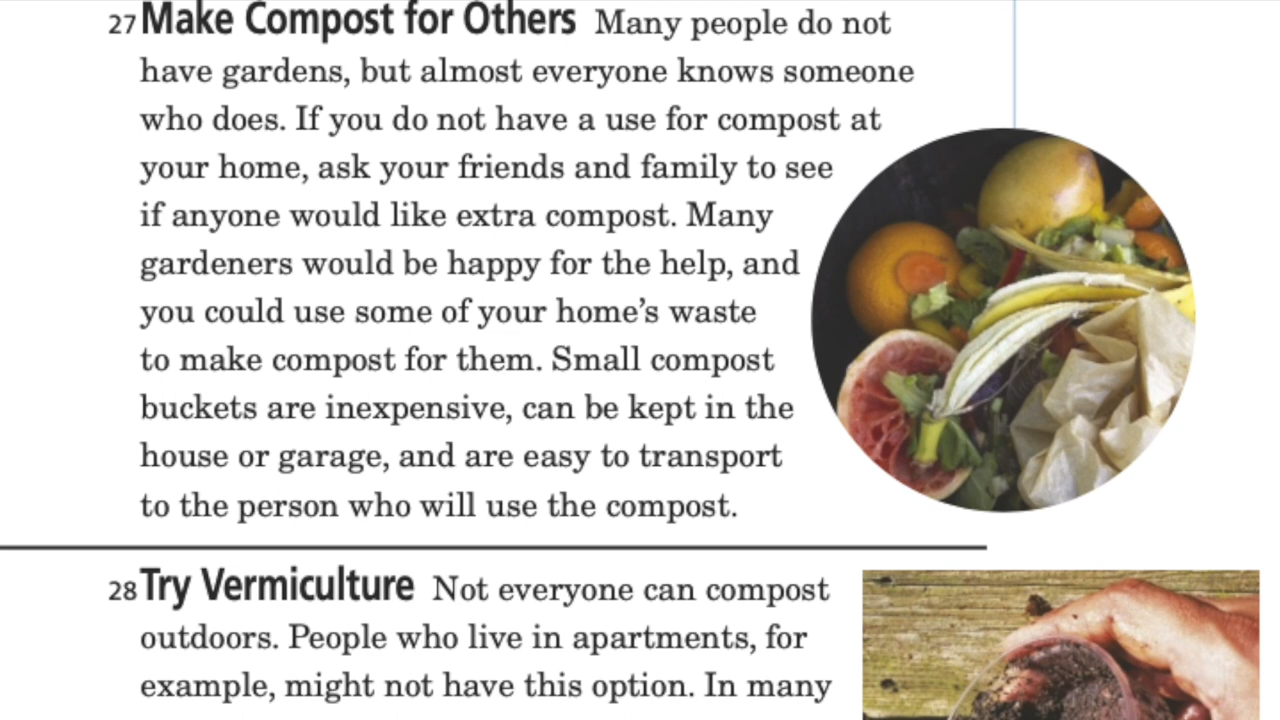 27 Make Compost for Others Many people do not
have gardens, but almost everyone knows someone
who does. If you do not have a use for compost at
your home, ask your friends and family to see
if anyone would like extra compost. Many
gardeners would be happy for the help, and
you could use some of your home’s waste
to make compost for them. Small compost
buckets are inexpensive, can be kept in the
house or garage, and are easy to transport
to the person who will use the compost.
28 Try Vermiculture Not everyone can compost
outdoors. People who live in apartments, for
example, might not have this option. In many